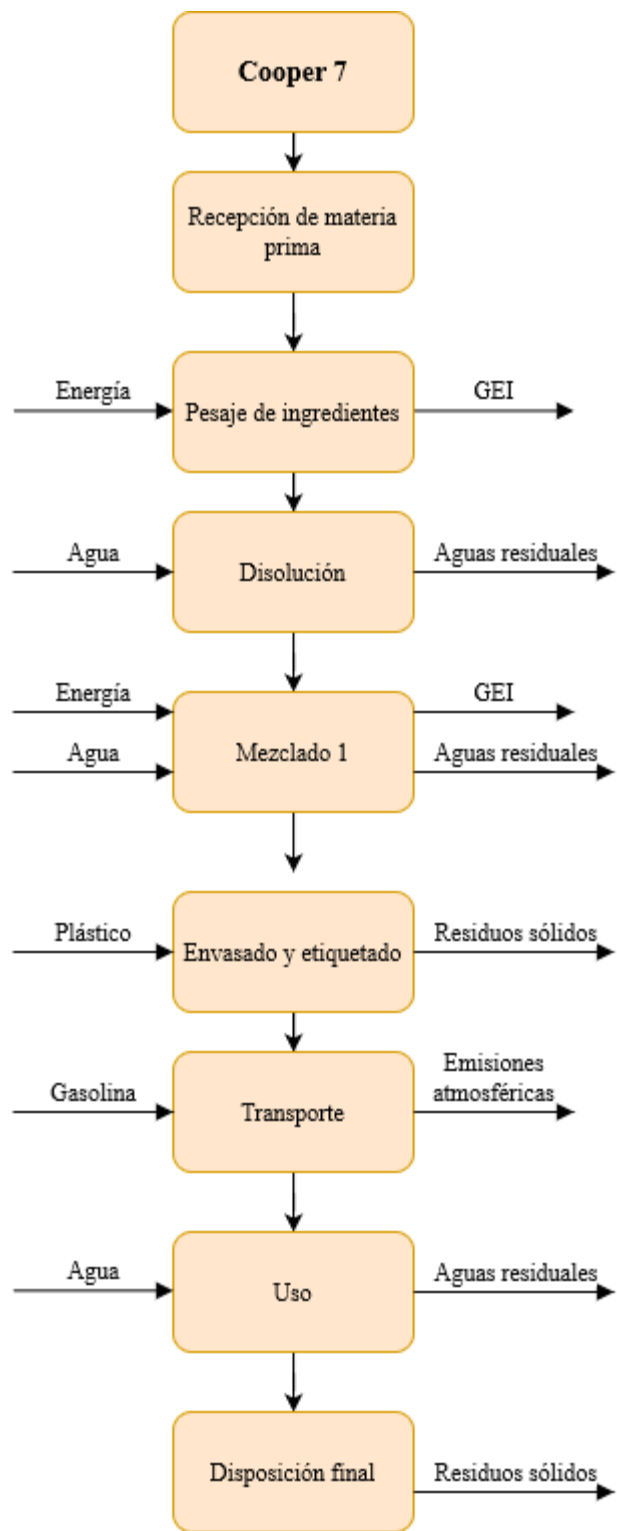 Cooper 7
Recepción de materia
prima
Energía
Pesaje de ingredientes
GEI
Agua
Disolución
Aguas residuales
Energía
GEI
Agua
Mezclado 1
Aguas residuales
Plástico
Envasado y etiquetado
Residuos sólidos
Gasolina
Transporte
Emisiones
atmosféricas
Agua
Uso
Aguas residuales
Disposición final
Residuos sólidos